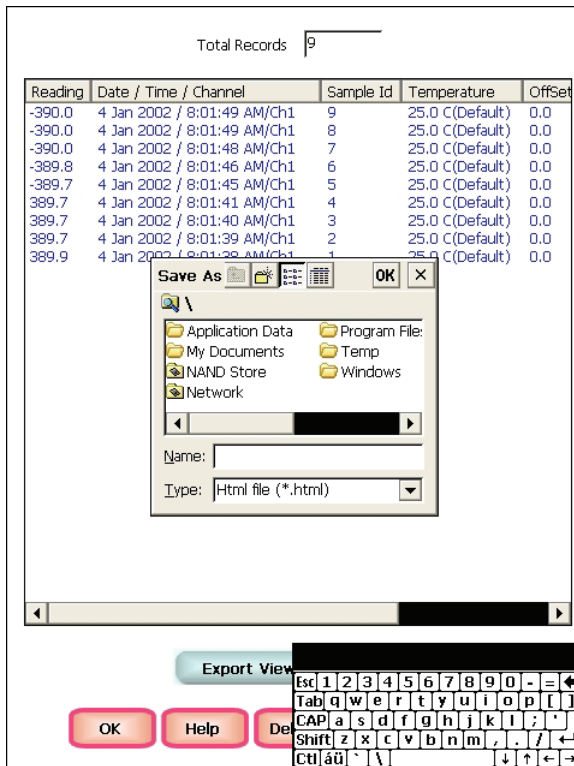 Total Records 9
Reading Date / Time / Channel Sample Id Temperature OffSet
-390.0 4 Jan 2002 / 8:01:49 AM/Ch1 9 25.0 C(Default) 0.0
-390.0 4 Jan 2002 / 8:01:49 AM/Ch1 8 25.0 C(Default) 0.0
-390.0 4 Jan 2002 / 8:01:48 AM/Ch1 7 25.0 C(Default) 0.0
-389.8 4 Jan 2002 / 8:01:46 AM/Ch1 6 25.0 C(Default) 0.0
-389.7 4 Jan 2002 / 8:01:45 AM/Ch1 5 25.0 C(Default) 0.0
389.7 4 Jan 2002 / 8:01:41 AM/Ch1 4 25.0 C(Default) 0.0
389.7 4 Jan 2002 / 8:01:40 AM/Ch1 3 25.0 C(Default) 0.0
389.7 4 Jan 2002 / 8:01:39 AM/Ch1 2 25.0 C(Default) 0.0
389.9 4 Jan 2002 / 8:01:38 AM/Ch1 1 25.0 C(Default) 0.0
Save As OK ×
\
Application Data Program Files
My Documents Temp
NAND Store Windows
Network
Name:
Type: Html file (*.html)
Export View
OK Help Del
Esc 1 2 3 4 5 6 7 8 9 0 - =
Tab q w e r t y u i o p [ ]
CAP a s d f g h j k l ; '
Shift z x c v b n m , . /
Ctl áü ` \ ↓ ↑ ← →